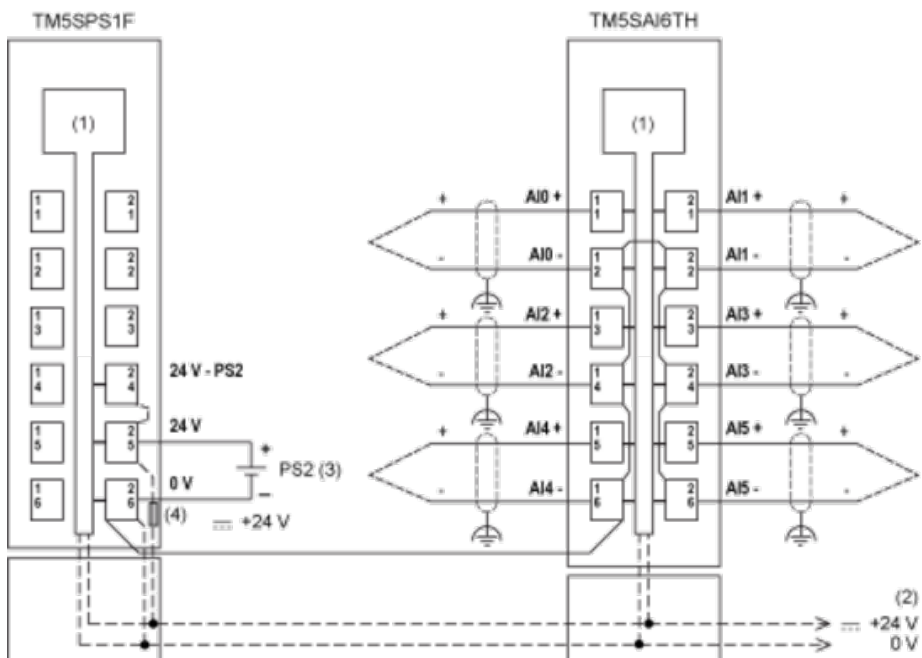 TM5SPS1F
TM5SAI6TH
(1)
(1)
1 1
2 1
AI0 +
1 1
2 1
AI1 +
+
-
+
-
1 2
2 2
AI0 -
1 2
2 2
AI1 -
1 3
2 3
AI2 +
1 3
2 3
AI3 +
+
-
+
-
1 4
2 4
24 V - PS2
AI2 -
1 4
2 4
AI3 -
1 5
2 5
24 V
AI4 +
1 5
2 5
AI5 +
+
-
+
-
+
PS2 (3)
–
1 6
2 6
0 V
AI4 -
1 6
2 6
AI5 -
(4)
+24 V
(2)
+24 V
0 V